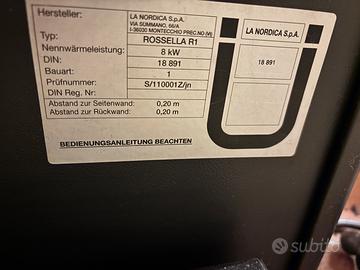 Hersteller: LA NORDICA S.p.A.
VIA SUMMANO, 66/A
I-36030 MONTECCHIO PREC.NO (VI)
Typ: ROSSELLA R1
Nennwärmeleistung: 8 kW
DIN: 18 891
Bauart: 1
Prüfnummer: S/110001Z/jn
DIN Reg. Nr:
Abstand zur Seitenwand: 0,20 m
Abstand zur Rückwand: 0,20 m
BEDIENUNGSANLEITUNG BEACHTEN
LA NORDICA S.p.A.
18 891
subito